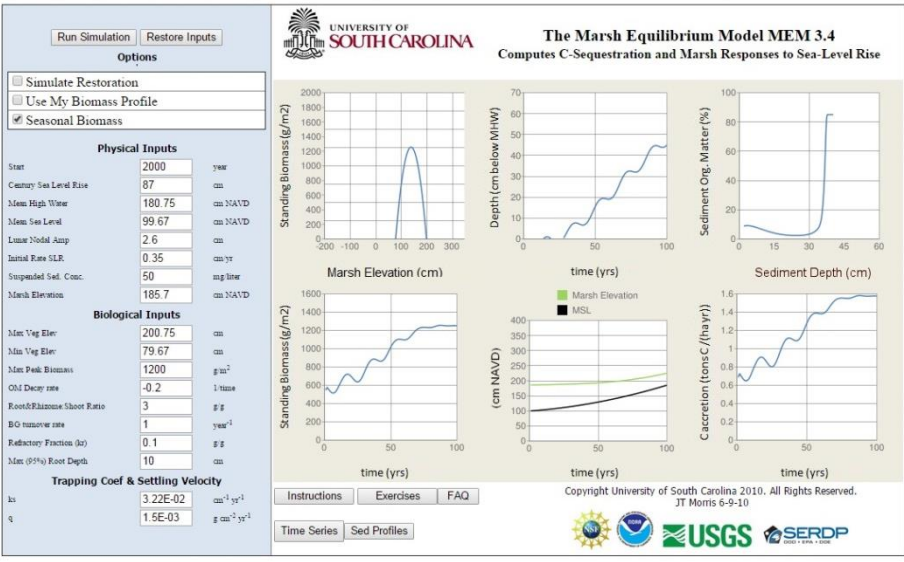 Run Simulation Restore Inputs
Options
Simulate Restoration
Use My Biomass Profile
Seasonal Biomass
Physical Inputs
Start 2000 year
Century Sea Level Rise 87 cm
Mean High Water 180.75 cm NAVD
Mean Sea Level 99.67 cm NAVD
Lunar Nodal Amp 2.6 cm
Initial Rate SLR 0.35 cm/yr
Suspended Sed. Conc. 50 mg/liter
Marsh Elevation 185.7 cm NAVD
Biological Inputs
Max Veg Elev 200.75 cm
Min Veg Elev 79.67 cm
Max Peak Biomass 1200 g/m2
OM Decay rate -0.2 1/time
Root&Rhizome:Shoot Ratio 3 g/g
BG turnover rate 1 year-1
Refractory Fraction (kr) 0.1 g/g
Max (95%) Root Depth 10 cm
Trapping Coef & Settling Velocity
ks 3.22E-02 cm-1 yr-1
q 1.5E-03 g cm-2 yr-1
UNIVERSITY OF
SOUTH CAROLINA
The Marsh Equilibrium Model MEM 3.4
Computes C-Sequestration and Marsh Responses to Sea-Level Rise
Standing Biomass (g/m2)
2000
1800
1600
1400
1200
1000
800
600
400
200
0
-200 -100 0 100 200 300
Marsh Elevation (cm)
Depth (cm below MHW)
70
60
50
40
30
20
10
0
0 50 100
time (yrs)
Sediment Org. Matter (%)
100
80
60
40
20
0
0 15 30 45 60
Sediment Depth (cm)
Standing Biomass (g/m2)
1600
1400
1200
1000
800
600
400
200
0
0 50 100
time (yrs)
Marsh Elevation
MSL
(cm NAVD)
400
350
300
250
200
150
100
50
0
0 50 100
time (yrs)
C accretion (tons C /(ha yr))
1.6
1.4
1.2
1
0.8
0.6
0.4
0.2
0
0 50 100
time (yrs)
Instructions Exercises FAQ
Time Series Sed Profiles
Copyright University of South Carolina 2010. All Rights Reserved.
JT Morris 6-9-10
NSF
NOAA
USGS
SERDP
DOD • EPA • DOE